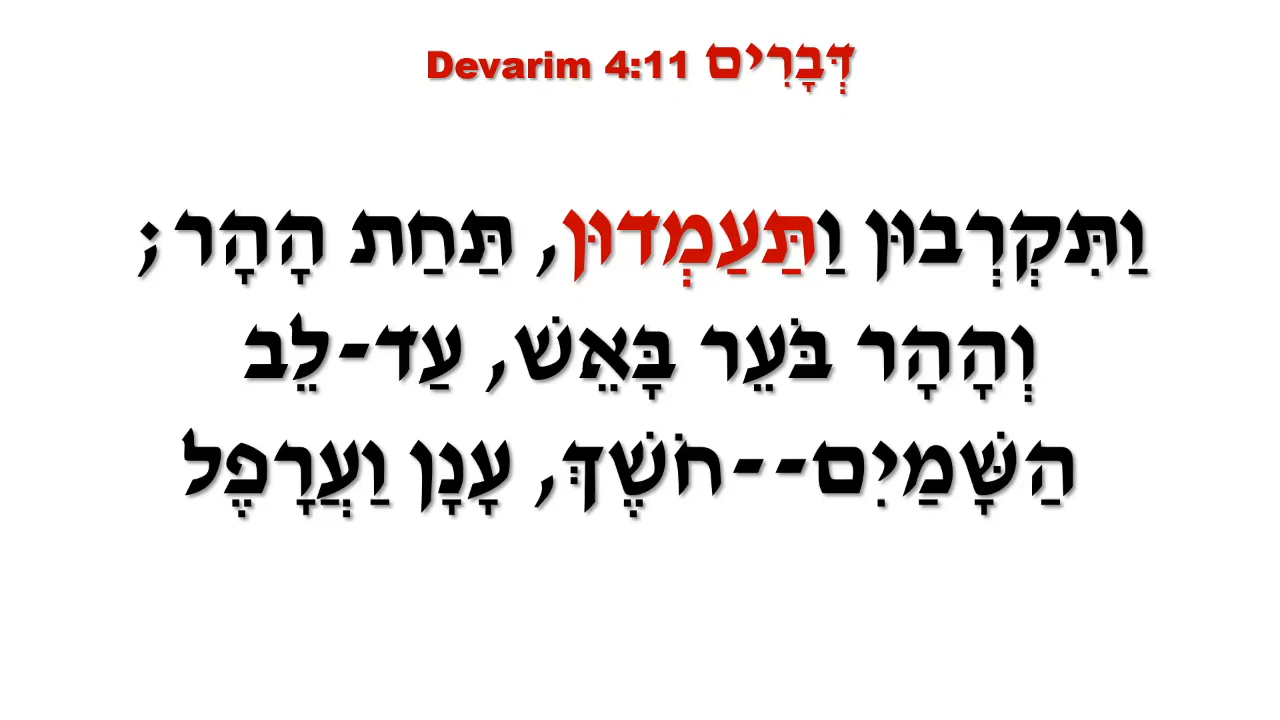 Devarim 4:11 דְּבָרִים
וַתִּקְרְבוּן וַתַּעַמְדוּן, תַּחַת הָהָר;
וְהָהָר בֹּעֵר בָּאֵשׁ, עַד-לֵב
הַשָּׁמַיִם--חֹשֶׁךְ, עָנָן וַעֲרָפֶל